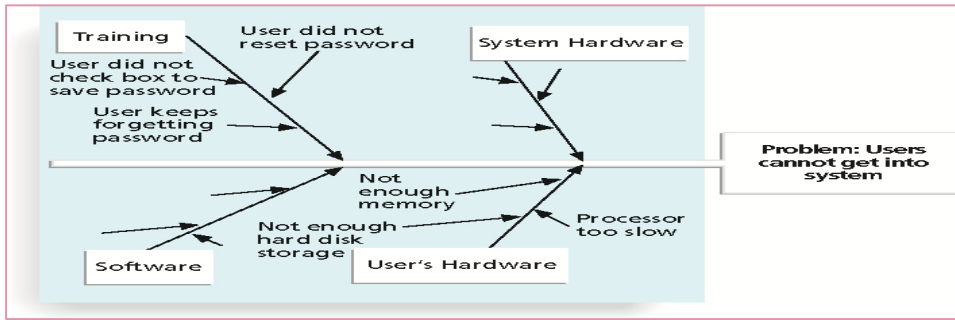 Training
User did not
reset password
System Hardware
User did not
check box to
save password
User keeps
forgetting
password
Problem: Users
cannot get into
system
Not
enough
memory
Not enough
hard disk
storage
Processor
too slow
Software
User's Hardware